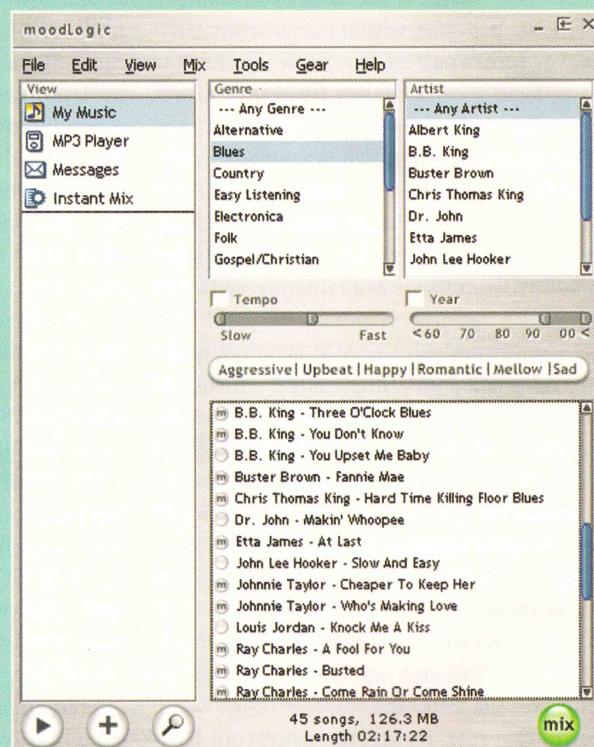 moodLogic
File Edit View Mix Tools Gear Help
View
My Music
MP3 Player
Messages
Instant Mix
Genre
--- Any Genre ---
Alternative
Blues
Country
Easy Listening
Electronica
Folk
Gospel/Christian
Artist
--- Any Artist ---
Albert King
B.B. King
Buster Brown
Chris Thomas King
Dr. John
Etta James
John Lee Hooker
Tempo
Slow Fast
Year
<60 70 80 90 00<
Aggressive| Upbeat |Happy |Romantic |Mellow |Sad
m B.B. King - Three O'Clock Blues
m B.B. King - You Don't Know
B.B. King - You Upset Me Baby
m Buster Brown - Fannie Mae
m Chris Thomas King - Hard Time Killing Floor Blues
Dr. John - Makin' Whoopee
m Etta James - At Last
John Lee Hooker - Slow And Easy
m Johnnie Taylor - Cheaper To Keep Her
m Johnnie Taylor - Who's Making Love
Louis Jordan - Knock Me A Kiss
m Ray Charles - A Fool For You
m Ray Charles - Busted
m Ray Charles - Come Rain Or Come Shine
45 songs, 126.3 MB
Length 02:17:22
mix